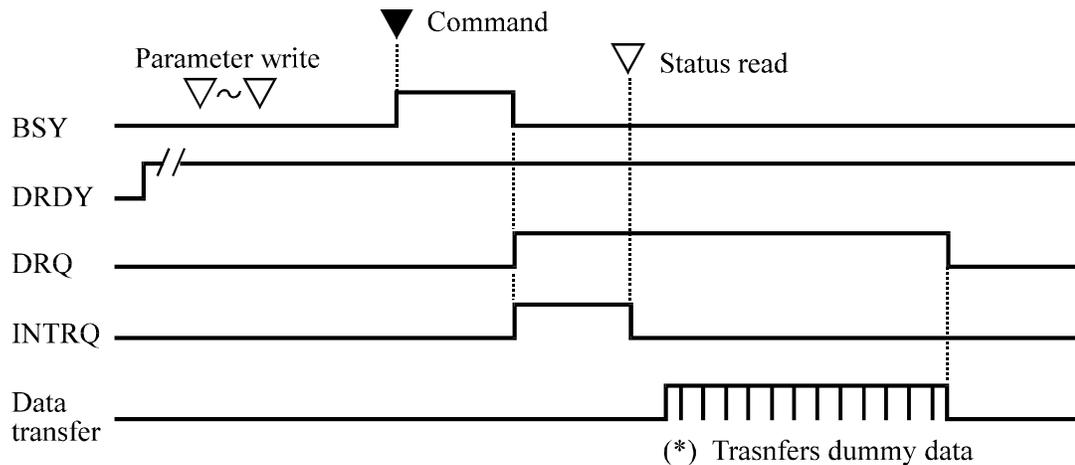 Command
Parameter write
Status read
~
BSY
DRDY
DRQ
INTRQ
Data
transfer
(*) Trasnfers dummy data